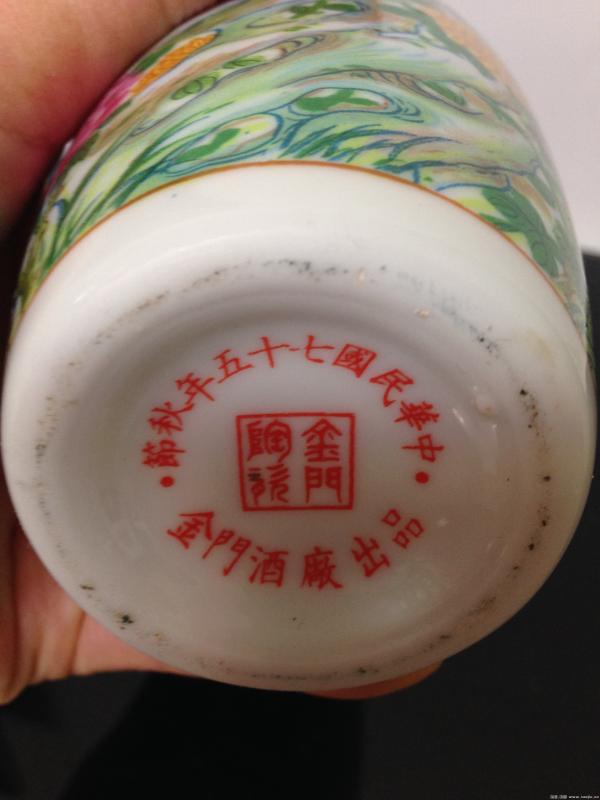 中華民國七十五年秋節
金門
陶瓷
金門酒廠出品